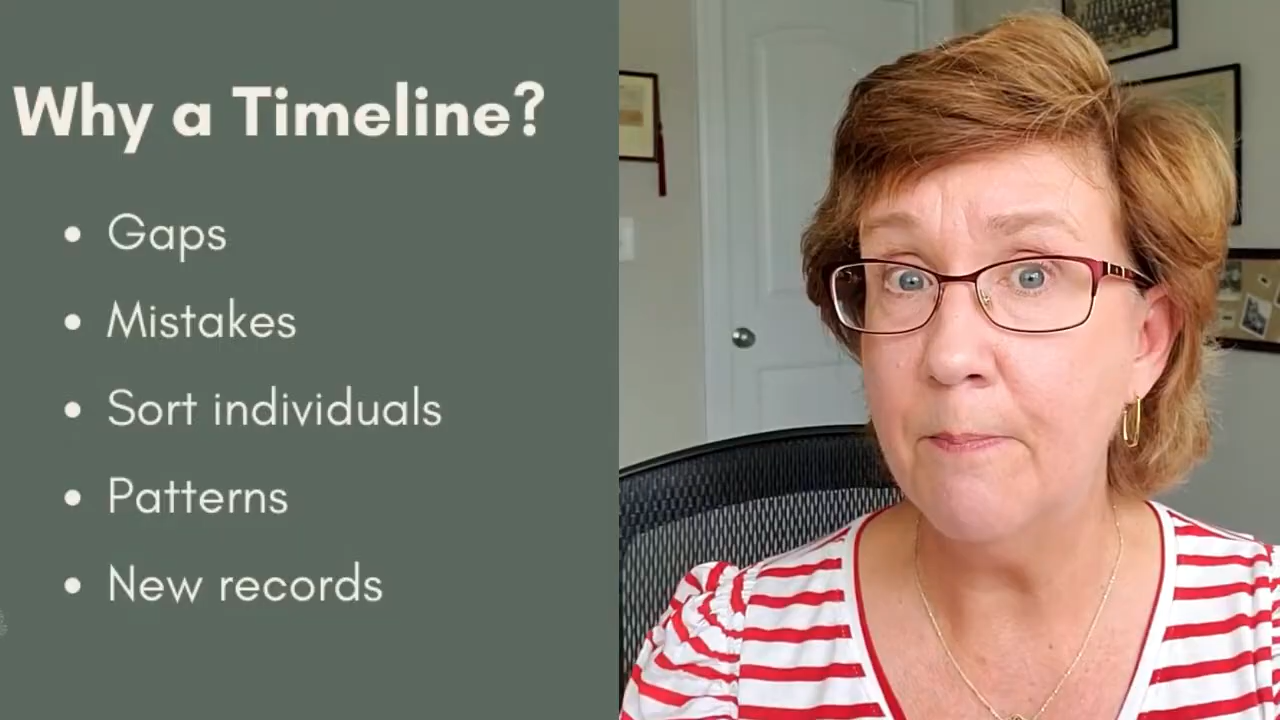 Why a Timeline?
Gaps
Mistakes
Sort individuals
Patterns
New records